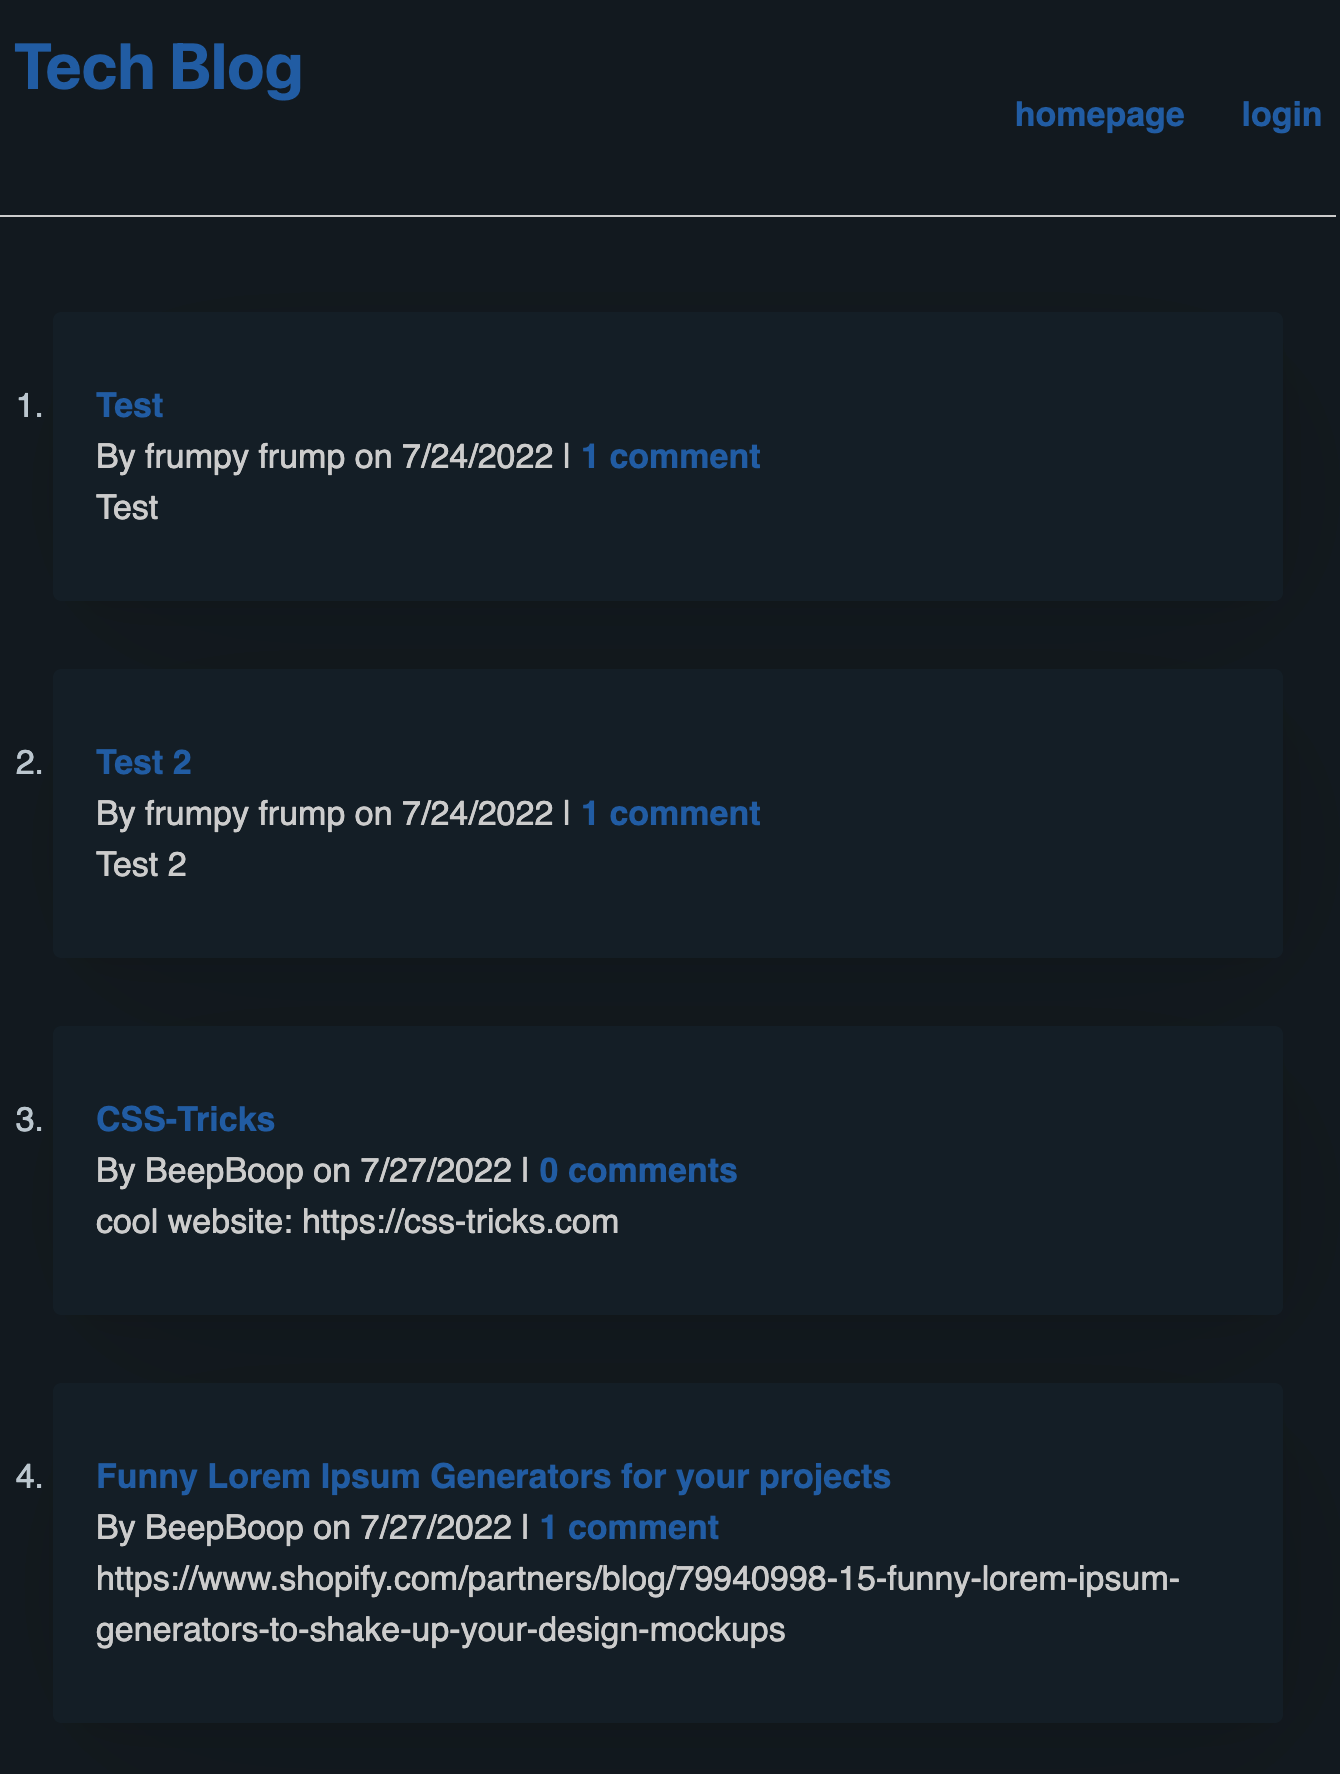 Tech Blog
homepage login
1. Test
By frumpy frump on 7/24/2022 | 1 comment
Test
2. Test 2
By frumpy frump on 7/24/2022 | 1 comment
Test 2
3. CSS-Tricks
By BeepBoop on 7/27/2022 | 0 comments
cool website: https://css-tricks.com
4. Funny Lorem Ipsum Generators for your projects
By BeepBoop on 7/27/2022 | 1 comment
https://www.shopify.com/partners/blog/79940998-15-funny-lorem-ipsum-
generators-to-shake-up-your-design-mockups